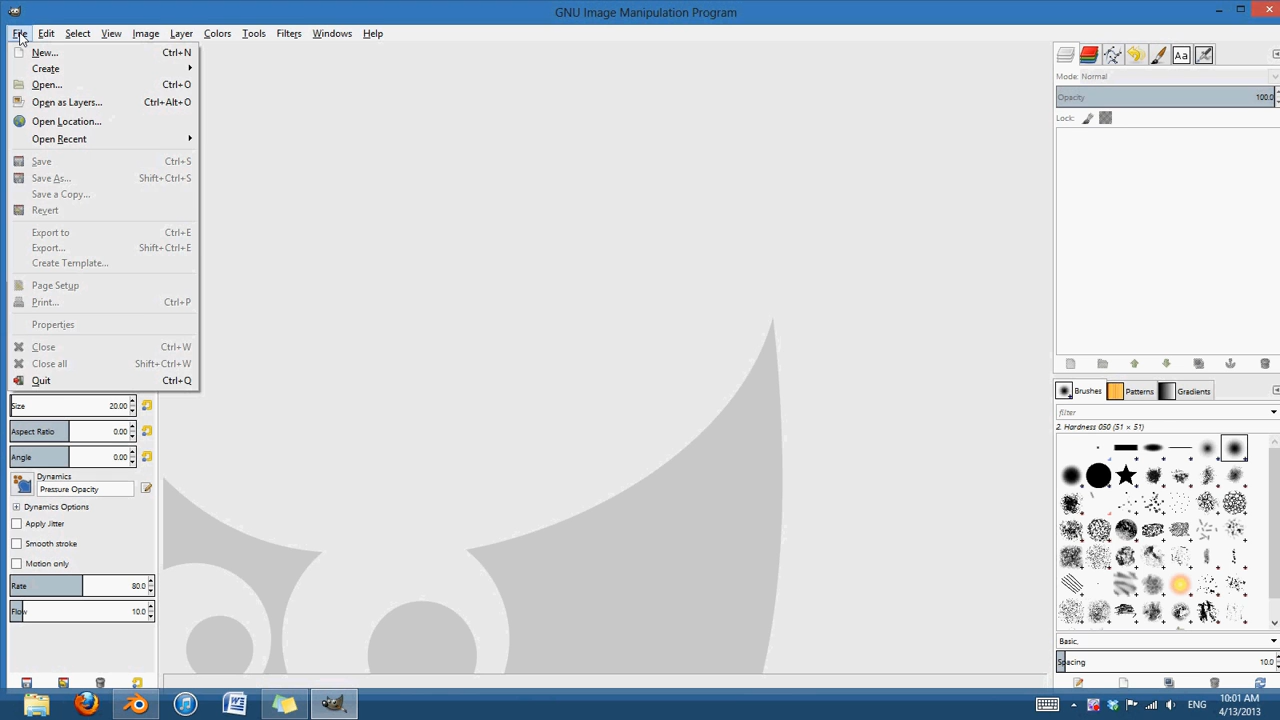 GNU Image Manipulation Program
File Edit Select View Image Layer Colors Tools Filters Windows Help
New... Ctrl+N
Create
Open... Ctrl+O
Open as Layers... Ctrl+Alt+O
Open Location...
Open Recent
Save Ctrl+S
Save As... Shift+Ctrl+S
Save a Copy...
Revert
Export to Ctrl+E
Export... Shift+Ctrl+E
Create Template...
Page Setup
Print... Ctrl+P
Properties
Close Ctrl+W
Close all Shift+Ctrl+W
Quit Ctrl+Q
Size 20.00
Aspect Ratio 0.00
Angle 0.00
Dynamics
Pressure Opacity
Dynamics Options
Apply Jitter
Smooth stroke
Motion only
Rate 80.0
Flow 10.0
Aa
Mode: Normal
Opacity 100.0
Lock:
Brushes Patterns Gradients
filter
2. Hardness 050 (51 × 51)
Basic,
Spacing 10.0
ENG
10:01 AM
4/13/2013